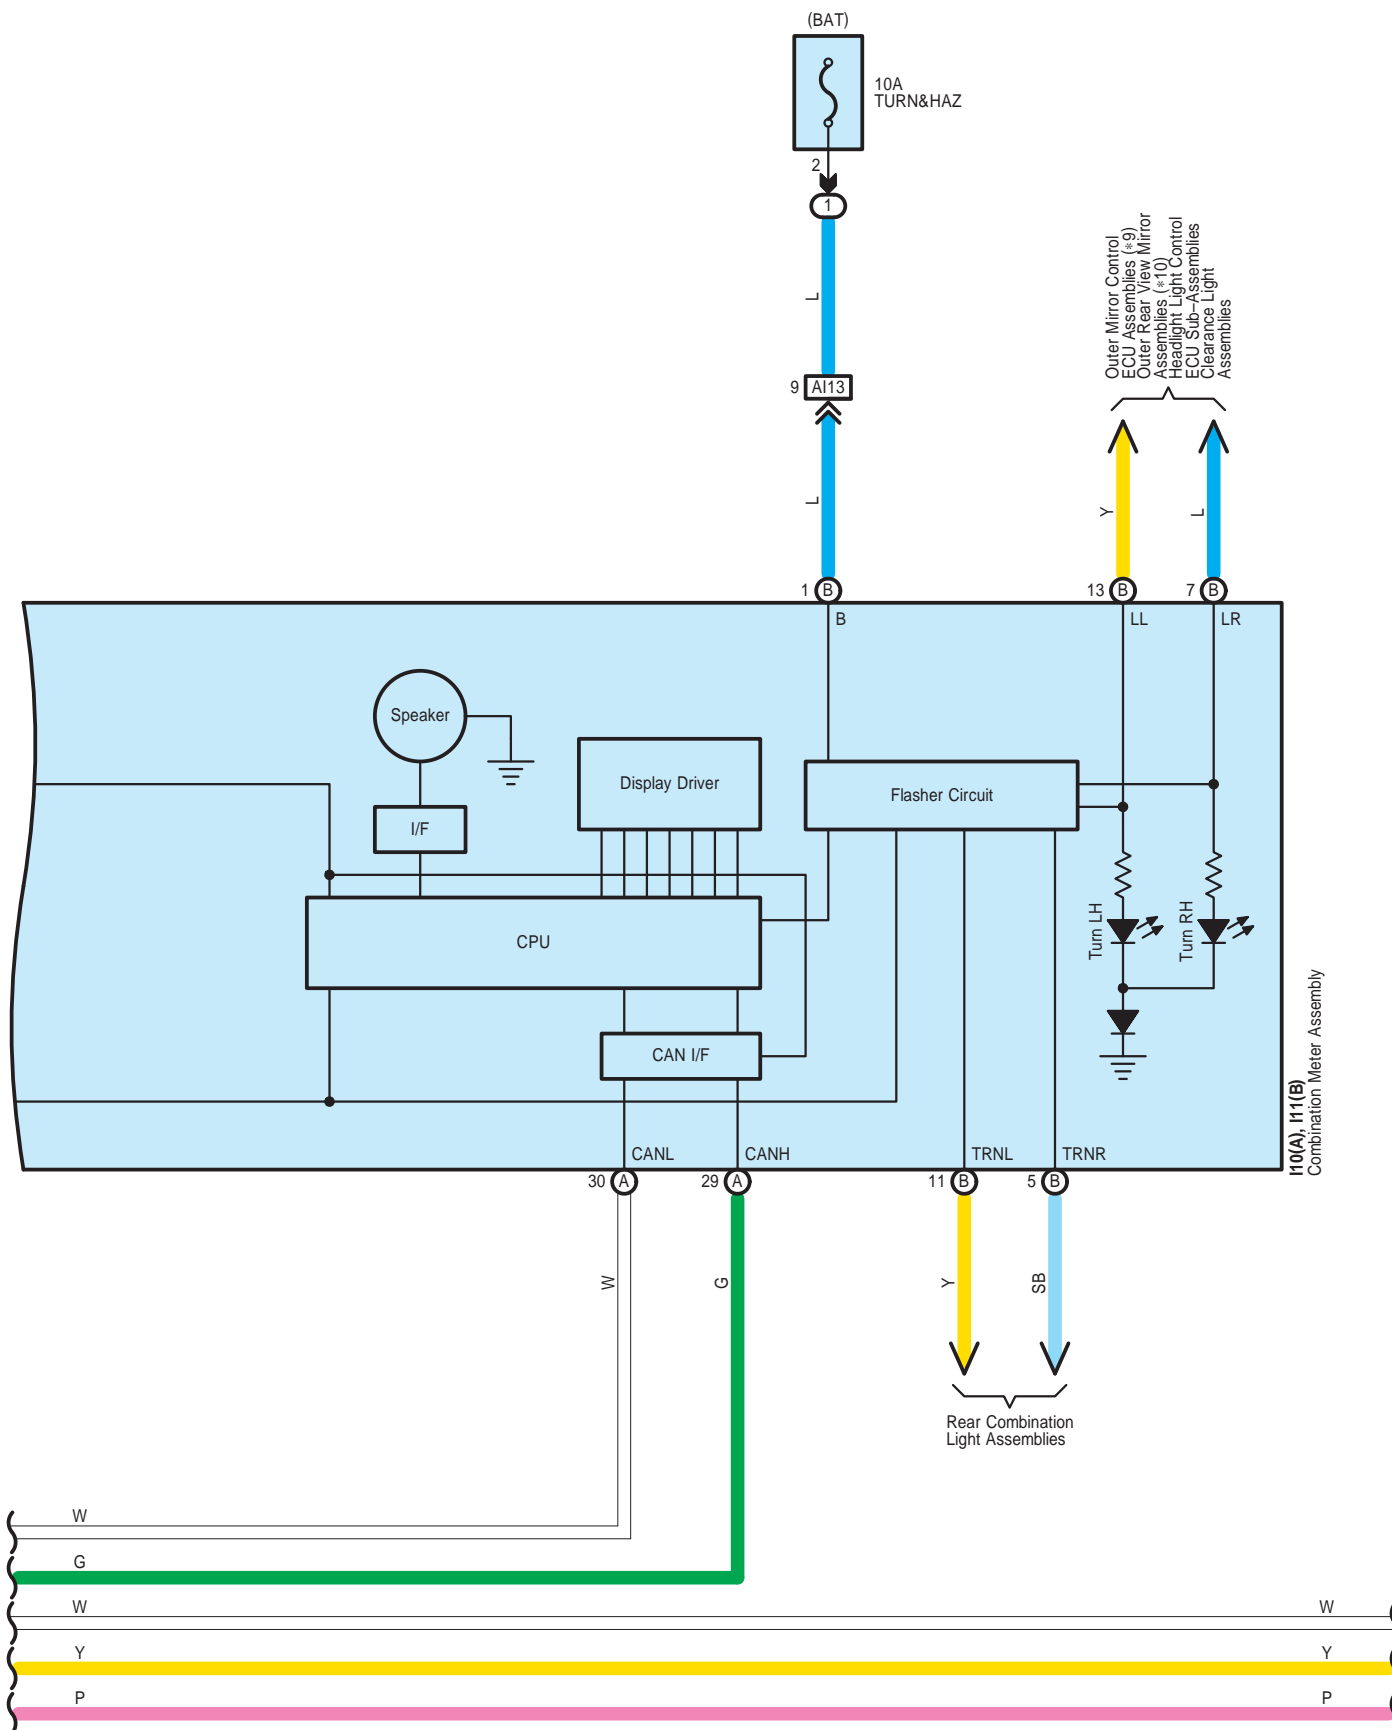 (BAT)
10A
TURN&HAZ
2
1
L
9 AI13
L
Outer Mirror Control
ECU Assemblies (*9)
Outer Rear View Mirror
Assemblies (*10)
Headlight Light Control
ECU Sub-Assemblies
Clearance Light
Assemblies
Y
L
1 B
13 B
7 B
B
LL
LR
Speaker
Display Driver
Flasher Circuit
I/F
CPU
Turn LH
Turn RH
CAN I/F
I10(A), I11(B)
Combination Meter Assembly
CANL
CANH
TRNL
TRNR
30 A
29 A
11 B
5 B
W
G
Y
SB
Rear Combination
Light Assemblies
W
G
W
W
Y
Y
P
P